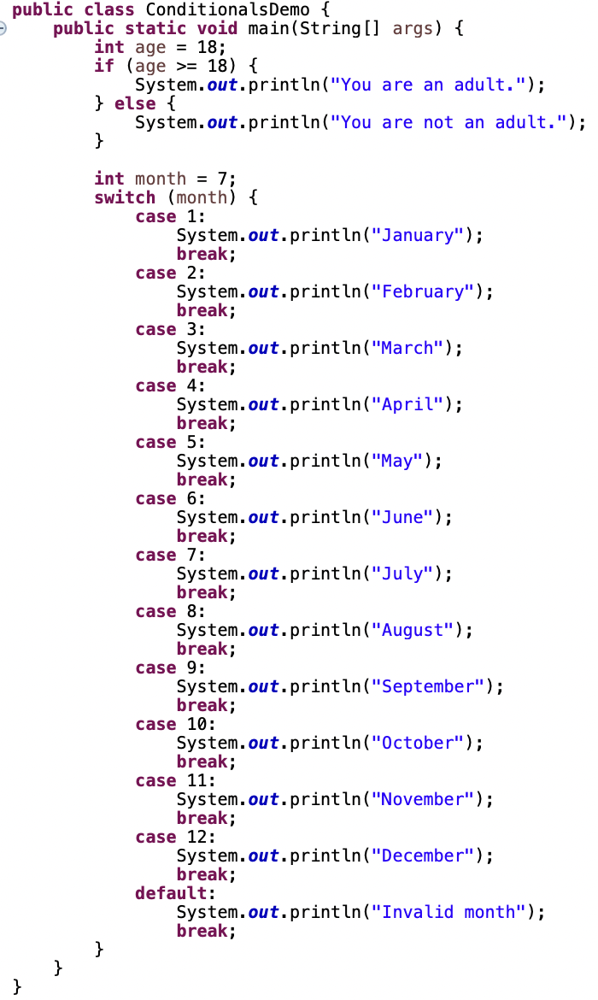 public class ConditionalsDemo {
    public static void main(String[] args) {
        int age = 18;
        if (age >= 18) {
            System.out.println("You are an adult.");
        } else {
            System.out.println("You are not an adult.");
        }

        int month = 7;
        switch (month) {
            case 1:
                System.out.println("January");
                break;
            case 2:
                System.out.println("February");
                break;
            case 3:
                System.out.println("March");
                break;
            case 4:
                System.out.println("April");
                break;
            case 5:
                System.out.println("May");
                break;
            case 6:
                System.out.println("June");
                break;
            case 7:
                System.out.println("July");
                break;
            case 8:
                System.out.println("August");
                break;
            case 9:
                System.out.println("September");
                break;
            case 10:
                System.out.println("October");
                break;
            case 11:
                System.out.println("November");
                break;
            case 12:
                System.out.println("December");
                break;
            default:
                System.out.println("Invalid month");
                break;
        }
    }
}